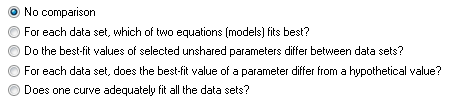 No comparison
For each data set, which of two equations (models) fits best?
Do the best-fit values of selected unshared parameters differ between data sets?
For each data set, does the best-fit value of a parameter differ from a hypothetical value?
Does one curve adequately fit all the data sets?